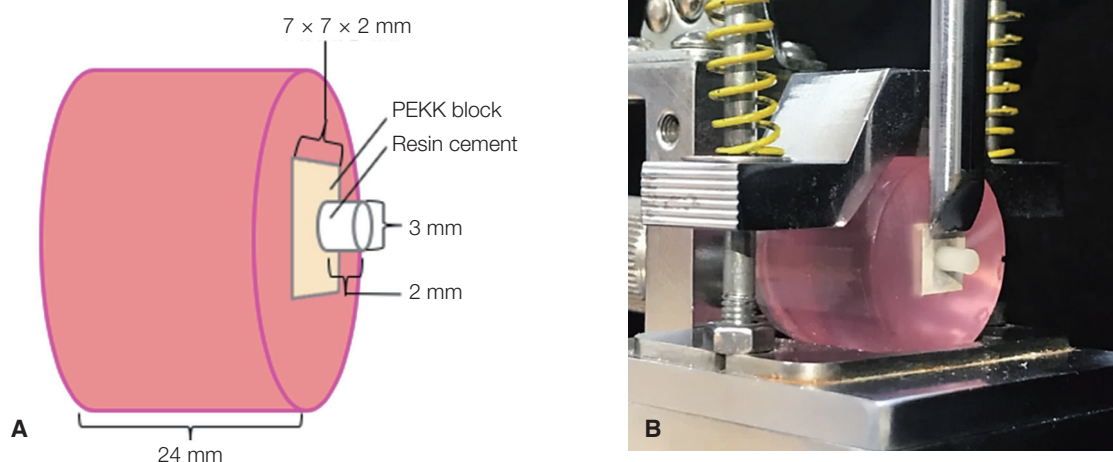 7 × 7 × 2 mm
PEKK block
Resin cement
3 mm
2 mm
A
24 mm
B